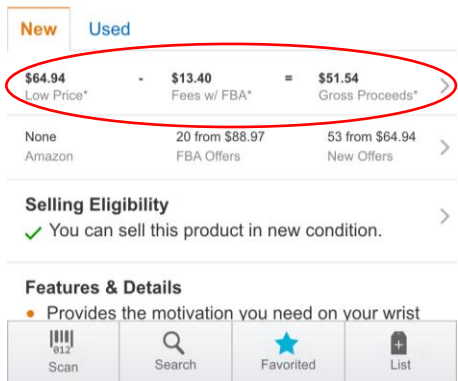 New Used
$64.94 - $13.40 = $51.54
Low Price* Fees w/ FBA* Gross Proceeds*
None 20 from $88.97 53 from $64.94
Amazon FBA Offers New Offers
Selling Eligibility
You can sell this product in new condition.
Features & Details
• Provides the motivation you need on your wrist
012
Scan Search Favorited List